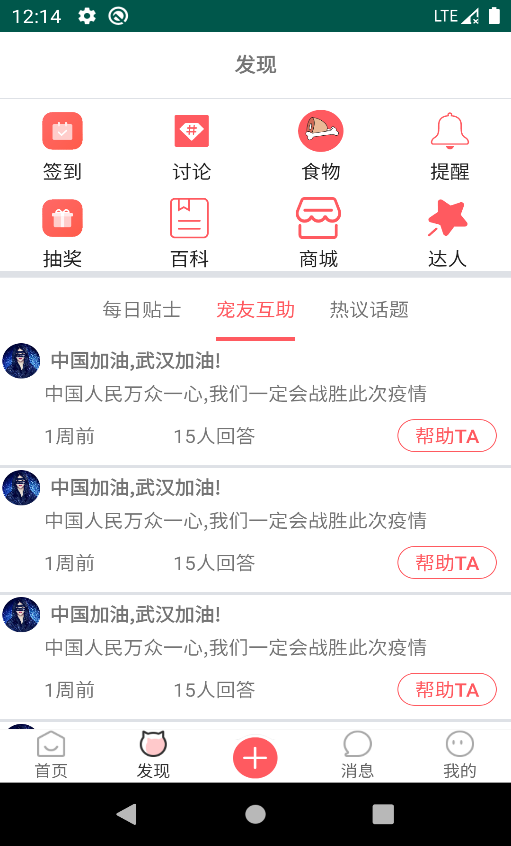 12:14 LTE
发现
签到 讨论 食物 提醒
抽奖 百科 商城 达人
每日贴士 宠友互助 热议话题
中国加油,武汉加油!
中国人民万众一心,我们一定会战胜此次疫情
1周前 15人回答 帮助TA
中国加油,武汉加油!
中国人民万众一心,我们一定会战胜此次疫情
1周前 15人回答 帮助TA
中国加油,武汉加油!
中国人民万众一心,我们一定会战胜此次疫情
1周前 15人回答 帮助TA
首页 发现 消息 我的